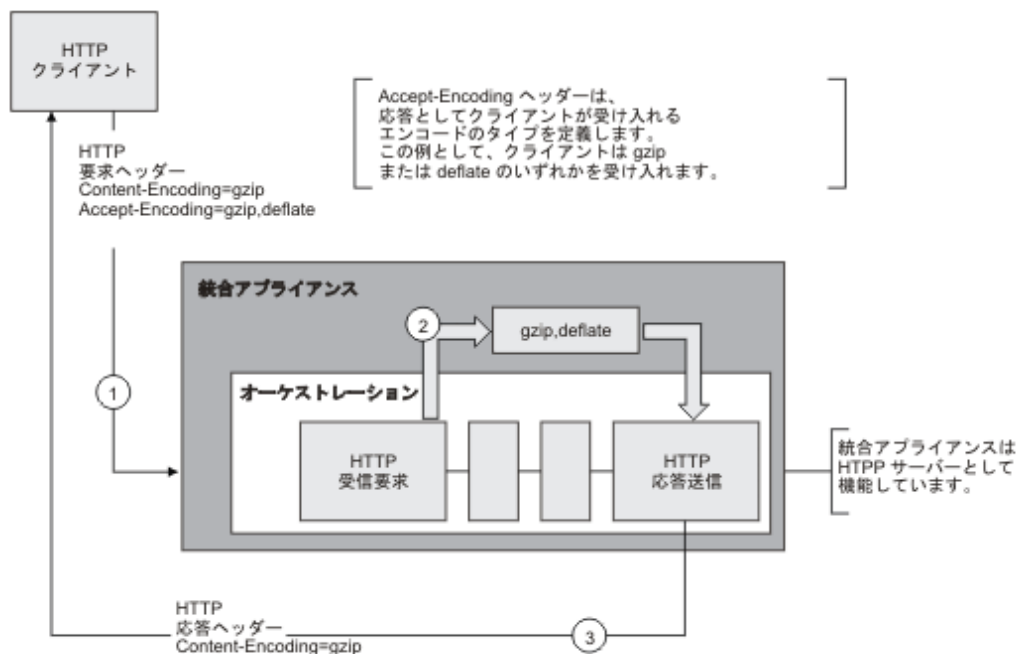 HTTP
クライアント
Accept-Encoding ヘッダーは、
応答としてクライアントが受け入れる
エンコードのタイプを定義します。
この例として、クライアントは gzip
または deflate のいずれかを受け入れます。
HTTP
要求ヘッダー
Content-Encoding=gzip
Accept-Encoding=gzip,deflate
統合アプライアンス
2
gzip,deflate
1
オーケストレーション
HTTP
受信要求
HTTP
応答送信
統合アプライアンスは
HTPP サーバーとして
機能しています。
HTTP
応答ヘッダー
Content-Encoding=gzip
3